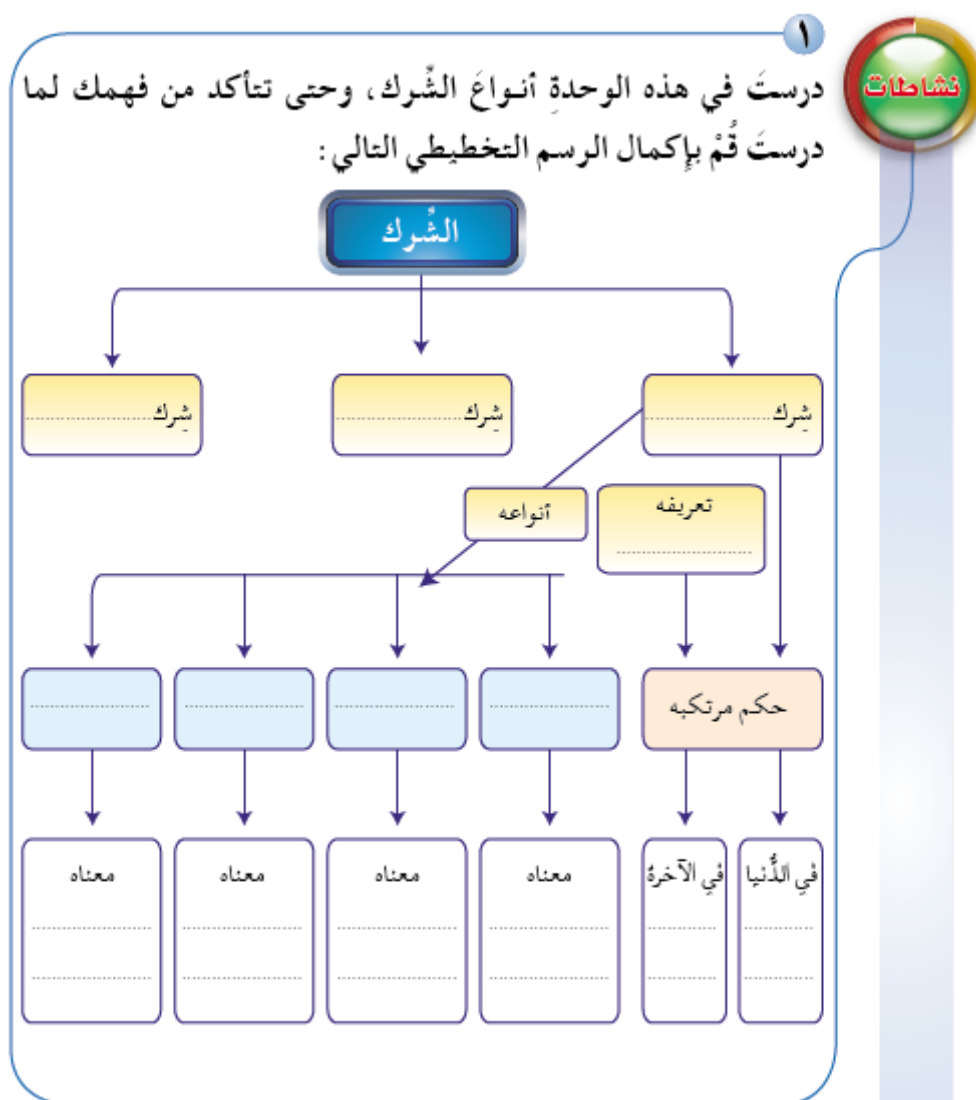 ١
نشاطات
درستَ في هذه الوحدةِ أنـواعَ الشِّرك، وحتى تتأكد من فهمك لما
درستَ قُمْ بإكمال الرسم التخطيطي التالي:
الشِّرك
شِرك....................
شِرك....................
شِرك....................
تعريفه
....................
أنواعه
حكم مرتكبه
....................
....................
....................
....................
في الدُّنيا
....................
....................
في الآخرة
....................
....................
معناه
....................
....................
معناه
....................
....................
معناه
....................
....................
معناه
....................
....................